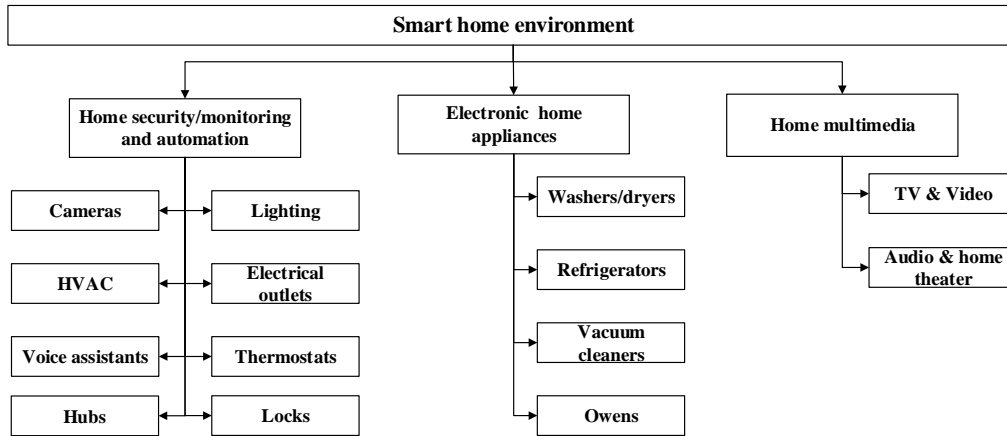 Smart home environment
Home security/monitoring
and automation
Electronic home
appliances
Home multimedia
Cameras
Lighting
HVAC
Electrical
outlets
Voice assistants
Thermostats
Hubs
Locks
Washers/dryers
Refrigerators
Vacuum
cleaners
Owens
TV & Video
Audio & home
theater